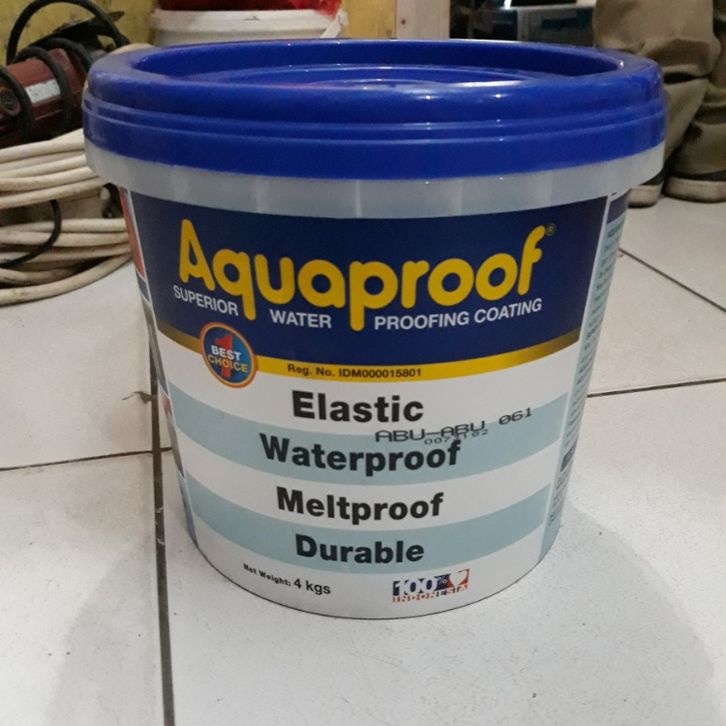 Aquaproof®
SUPERIOR WATER PROOFING COATING
1
BEST
CHOICE
Reg. No. IDM000015801
Elastic
ABU-ABU 061
Waterproof
Meltproof
Durable
Net Weight: 4 kgs
100%
INDONESIA